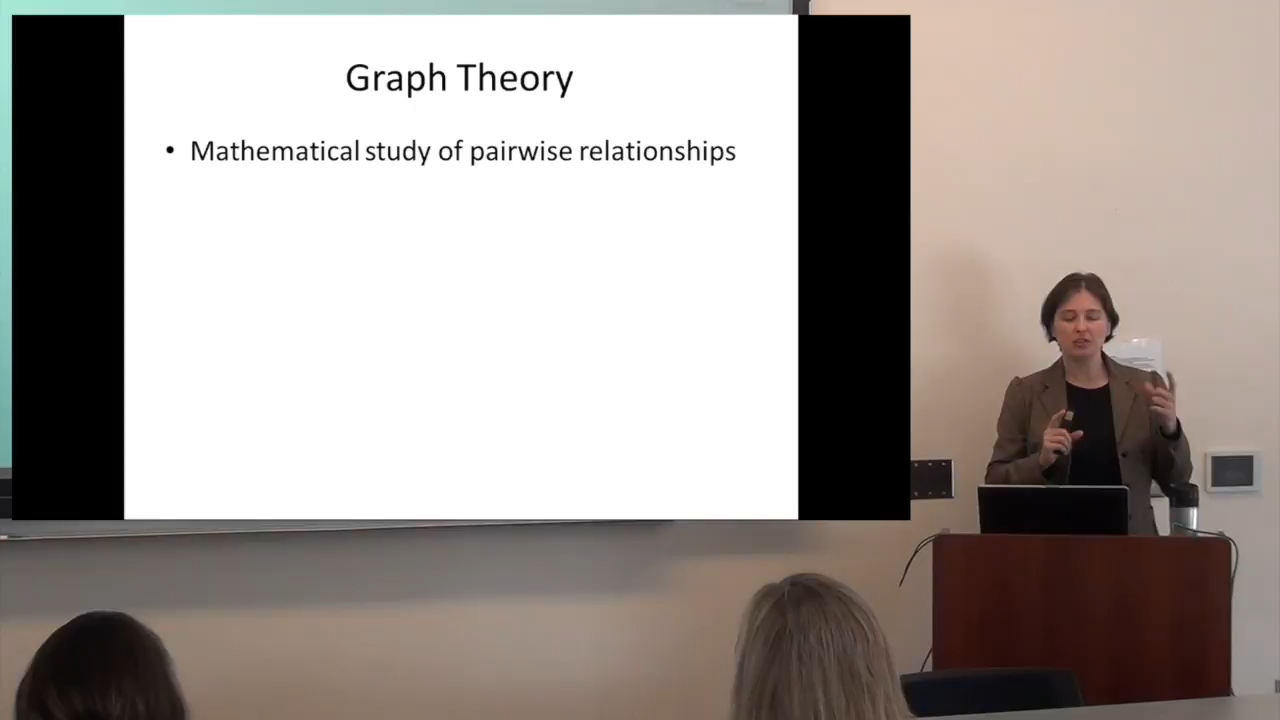 Graph Theory
• Mathematical study of pairwise relationships